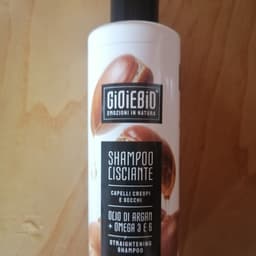 GiOiEBiO
EMOZIONI IN NATURA
SHAMPOO
LISCIANTE
CAPELLI CRESPI
E SECCHI
OLIO DI ARGAN
+ OMEGA 3 E 6
STRAIGHTENING
SHAMPOO